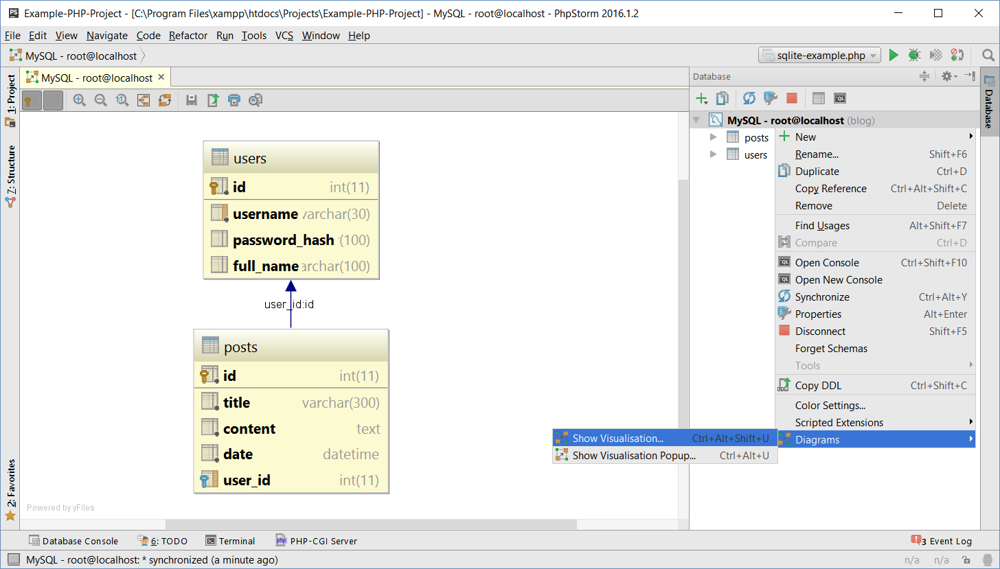 PS Example-PHP-Project - [C:\Program Files\xampp\htdocs\Projects\Example-PHP-Project] - MySQL - root@localhost - PhpStorm 2016.1.2
File Edit View Navigate Code Refactor Run Tools VCS Window Help
MySQL - root@localhost sqlite-example.php
1: Project
7: Structure
2: Favorites
MySQL - root@localhost
1:1
users
id int(11)
username varchar(30)
password_hash (100)
full_name archar(100)
user_id:id
posts
id int(11)
title varchar(300)
content text
date datetime
user_id int(11)
Powered by yFiles
Database
QL
MySQL - root@localhost (blog)
posts
users
Database
New
Rename... Shift+F6
Duplicate Ctrl+D
Copy Reference Ctrl+Alt+Shift+C
Remove Delete
Find Usages Alt+Shift+F7
Compare Ctrl+D
QL Open Console Ctrl+Shift+F10
QL Open New Console
Synchronize Ctrl+Alt+Y
Properties Alt+Enter
Disconnect Shift+F5
Forget Schemas
Tools
DDL Copy DDL Ctrl+Shift+C
Color Settings...
Scripted Extensions
Diagrams
Show Visualisation... Ctrl+Alt+Shift+U
Show Visualisation Popup... Ctrl+Alt+U
Database Console 6: TODO Terminal php PHP-CGI Server 3 Event Log
MySQL - root@localhost: * synchronized (a minute ago) n/a n/a